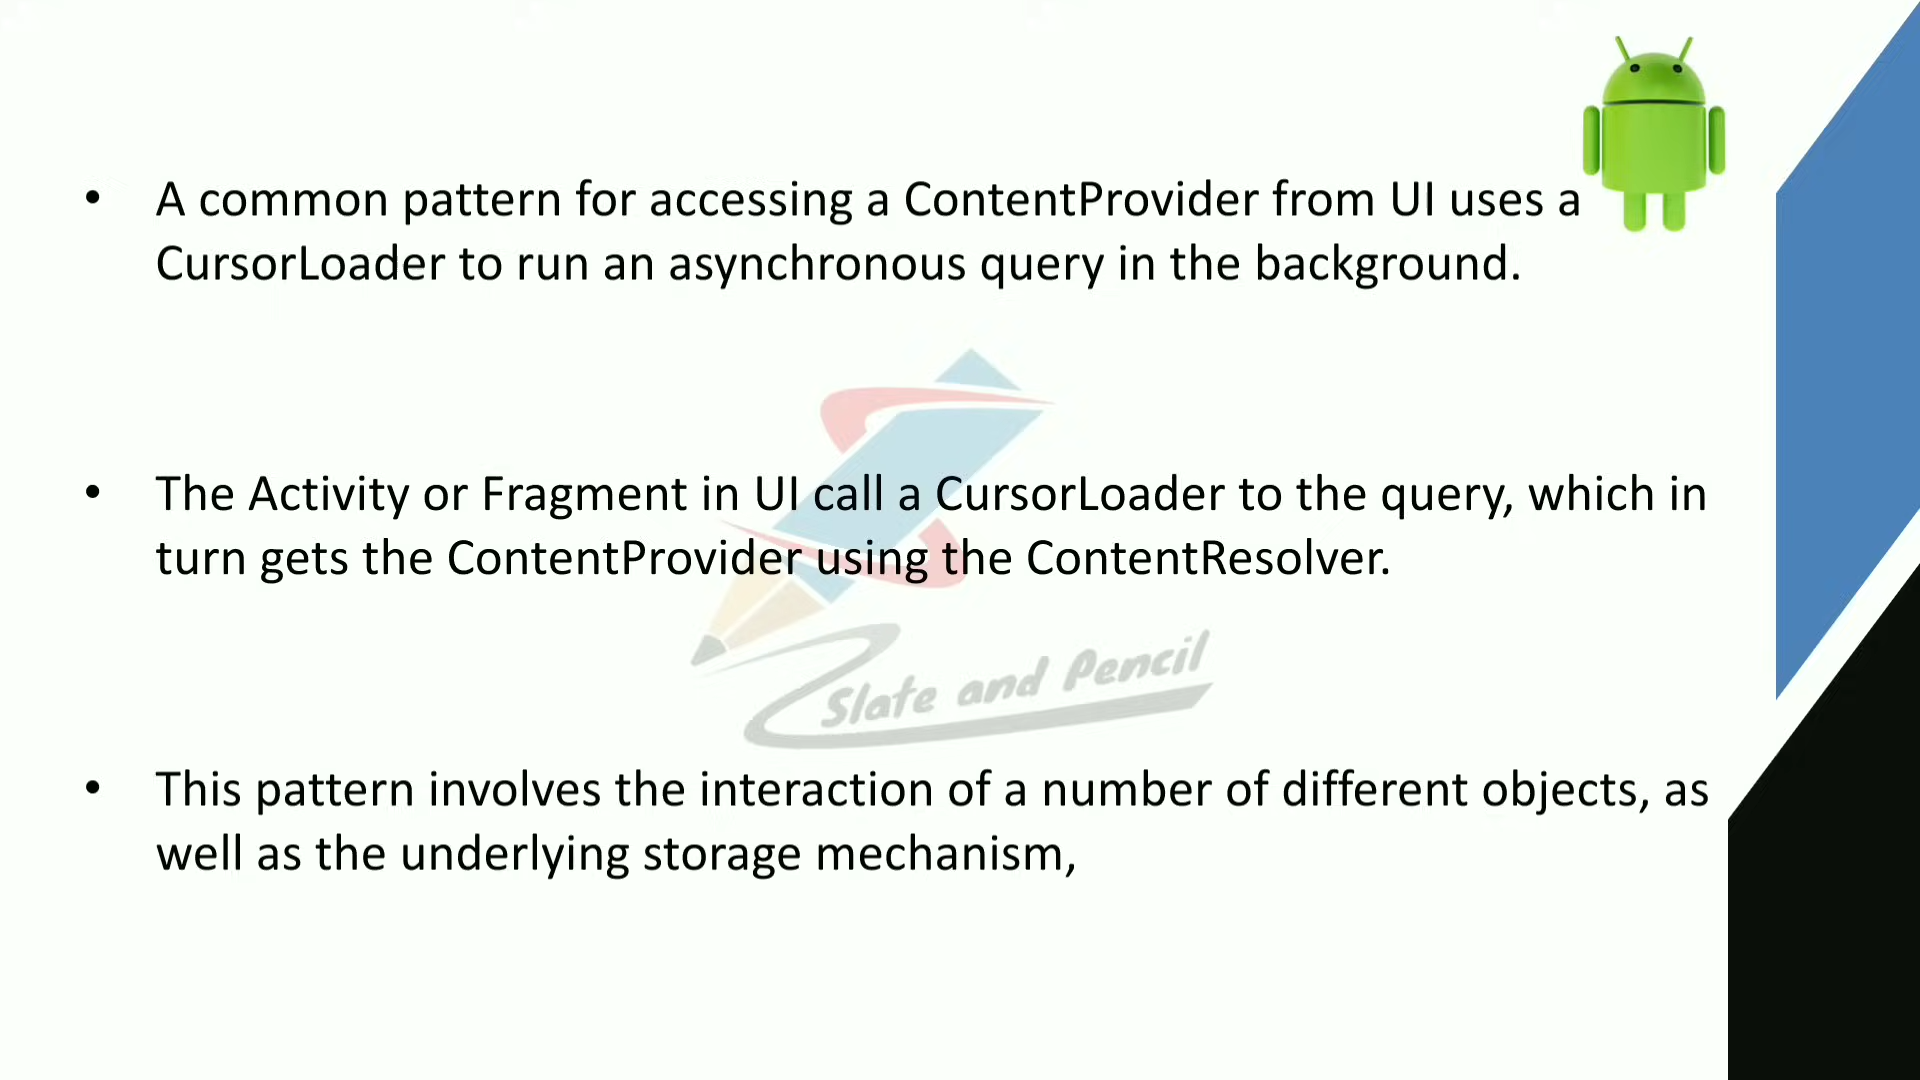 • A common pattern for accessing a ContentProvider from UI uses a
CursorLoader to run an asynchronous query in the background.
• The Activity or Fragment in UI call a CursorLoader to the query, which in
turn gets the ContentProvider using the ContentResolver.
Slate and Pencil
• This pattern involves the interaction of a number of different objects, as
well as the underlying storage mechanism,